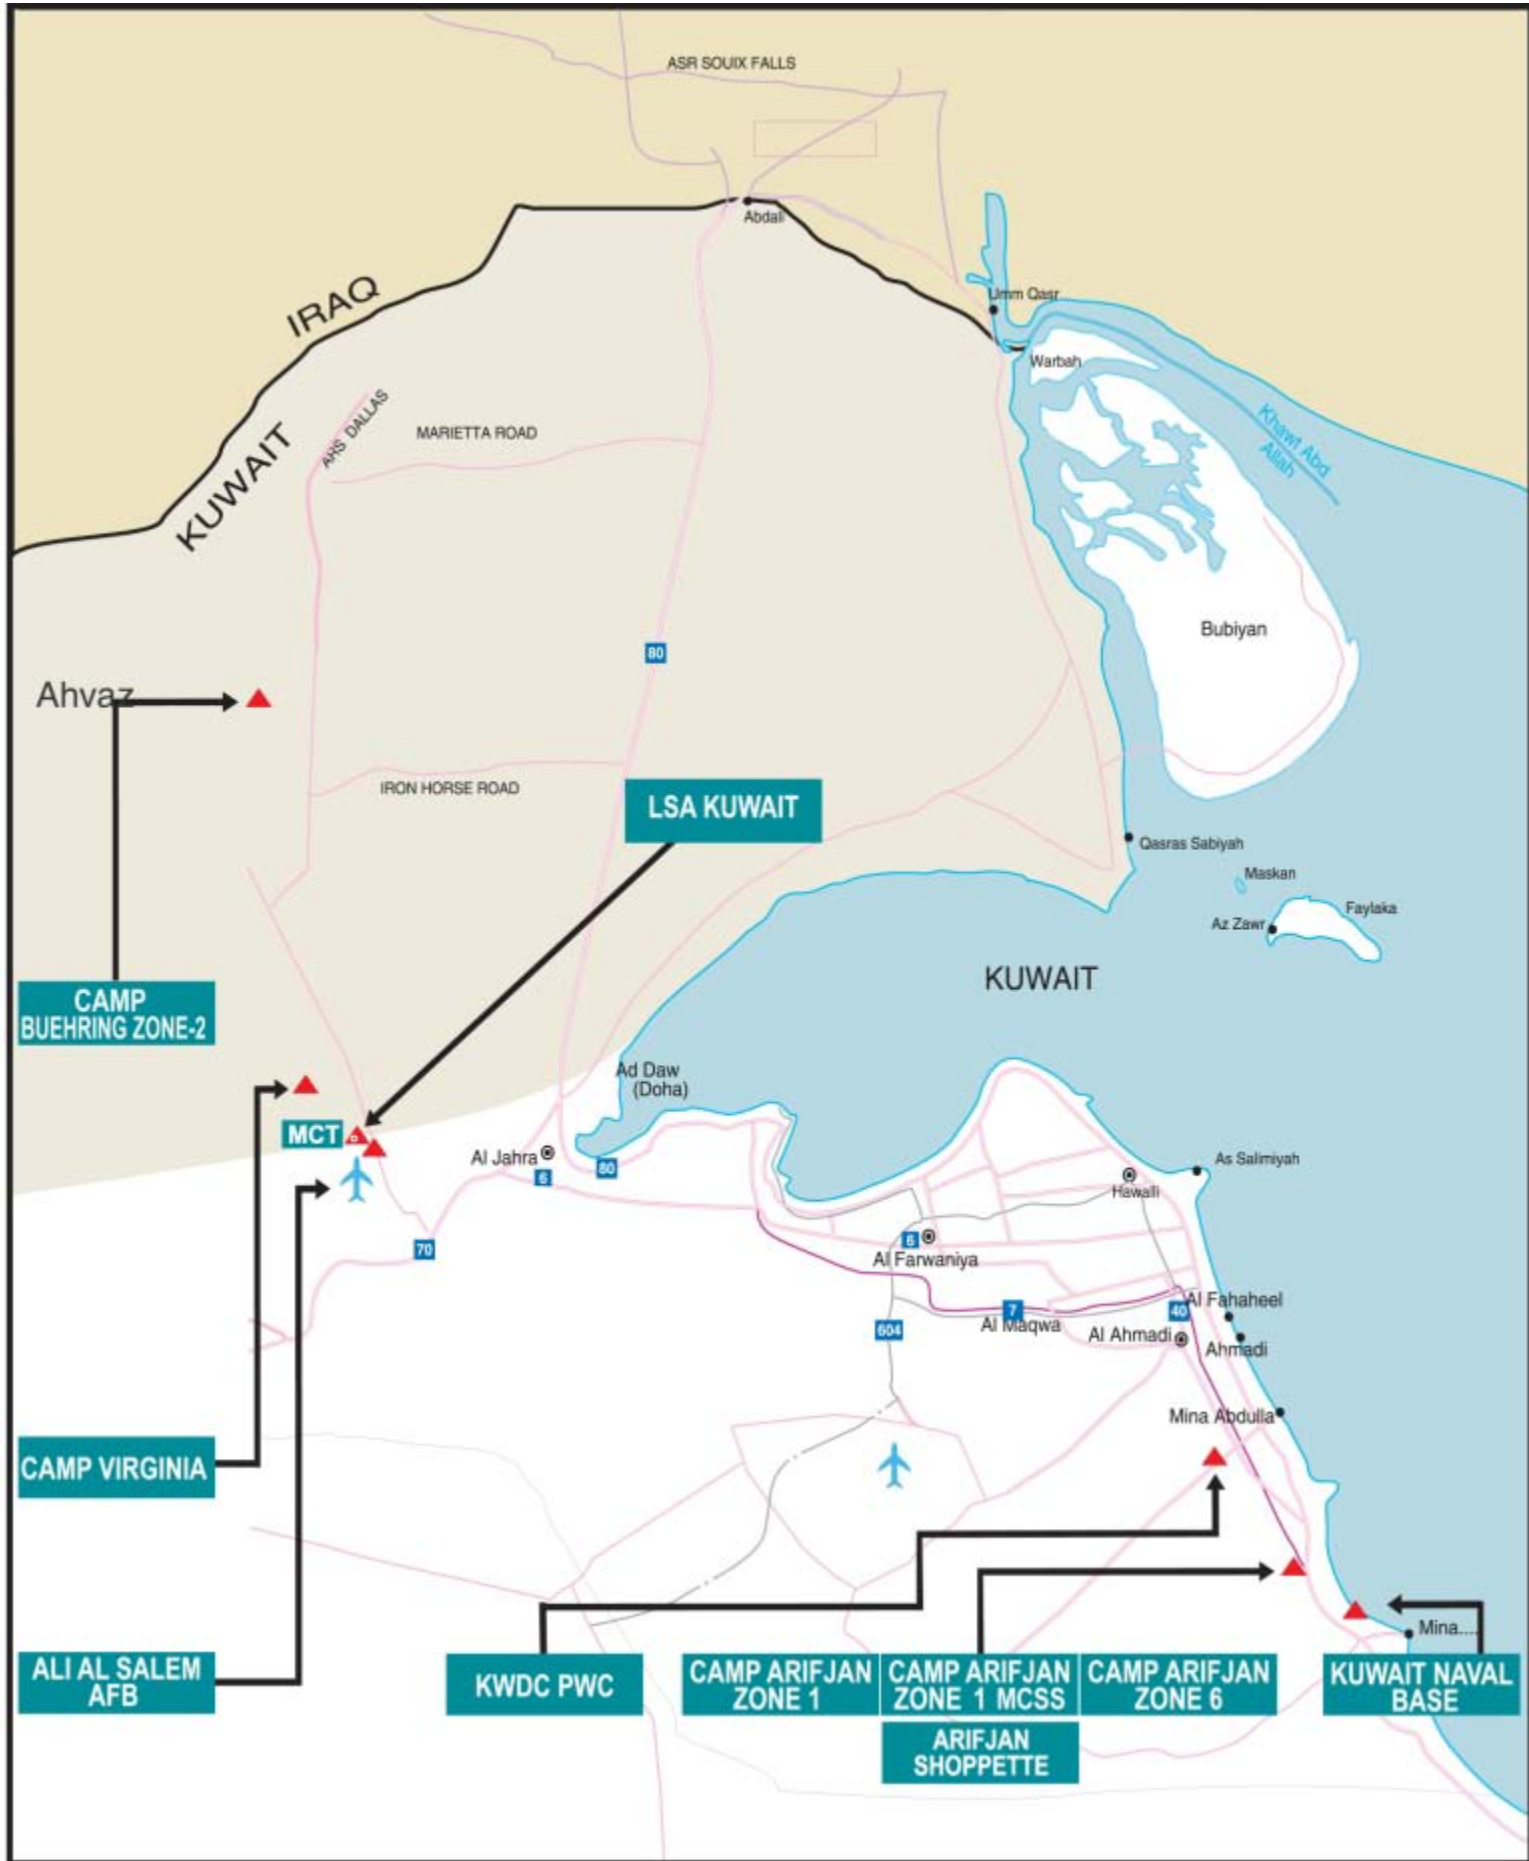 ASR SOUIX FALLS
Abdali
IRAQ
Umm Qasr
Warbah
ARS DALLAS
MARIETTA ROAD
KUWAIT
Khawt Abd
Allah
Bubiyan
80
Ahvaz
IRON HORSE ROAD
LSA KUWAIT
Qasras Sabiyah
Maskan
Az Zawr
Faylaka
KUWAIT
CAMP
BUEHRING ZONE-2
Ad Daw
(Doha)
MCT
Al Jahra
6
80
As Salimiyah
Hawalli
70
6
Al Farwaniya
Al Fahaheel
7
40
604
Al Maqwa
Al Ahmadi
Ahmadi
Mina Abdulla
CAMP VIRGINIA
Mina....
ALI AL SALEM
AFB
KWDC PWC
CAMP ARIFJAN
ZONE 1
CAMP ARIFJAN
ZONE 1 MCSS
CAMP ARIFJAN
ZONE 6
KUWAIT NAVAL
BASE
ARIFJAN
SHOPPETTE